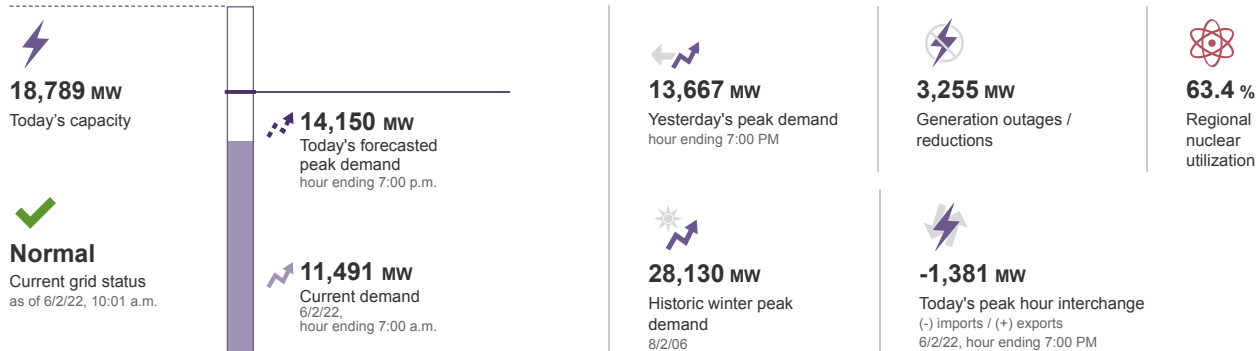 18,789 MW
Today's capacity
Normal
Current grid status
as of 6/2/22, 10:01 a.m.
14,150 MW
Today's forecasted
peak demand
hour ending 7:00 p.m.
11,491 MW
Current demand
6/2/22,
hour ending 7:00 a.m.
13,667 MW
Yesterday's peak demand
hour ending 7:00 PM
3,255 MW
Generation outages /
reductions
63.4 %
Regional
nuclear
utilization
28,130 MW
Historic winter peak
demand
8/2/06
-1,381 MW
Today's peak hour interchange
(-) imports / (+) exports
6/2/22, hour ending 7:00 PM